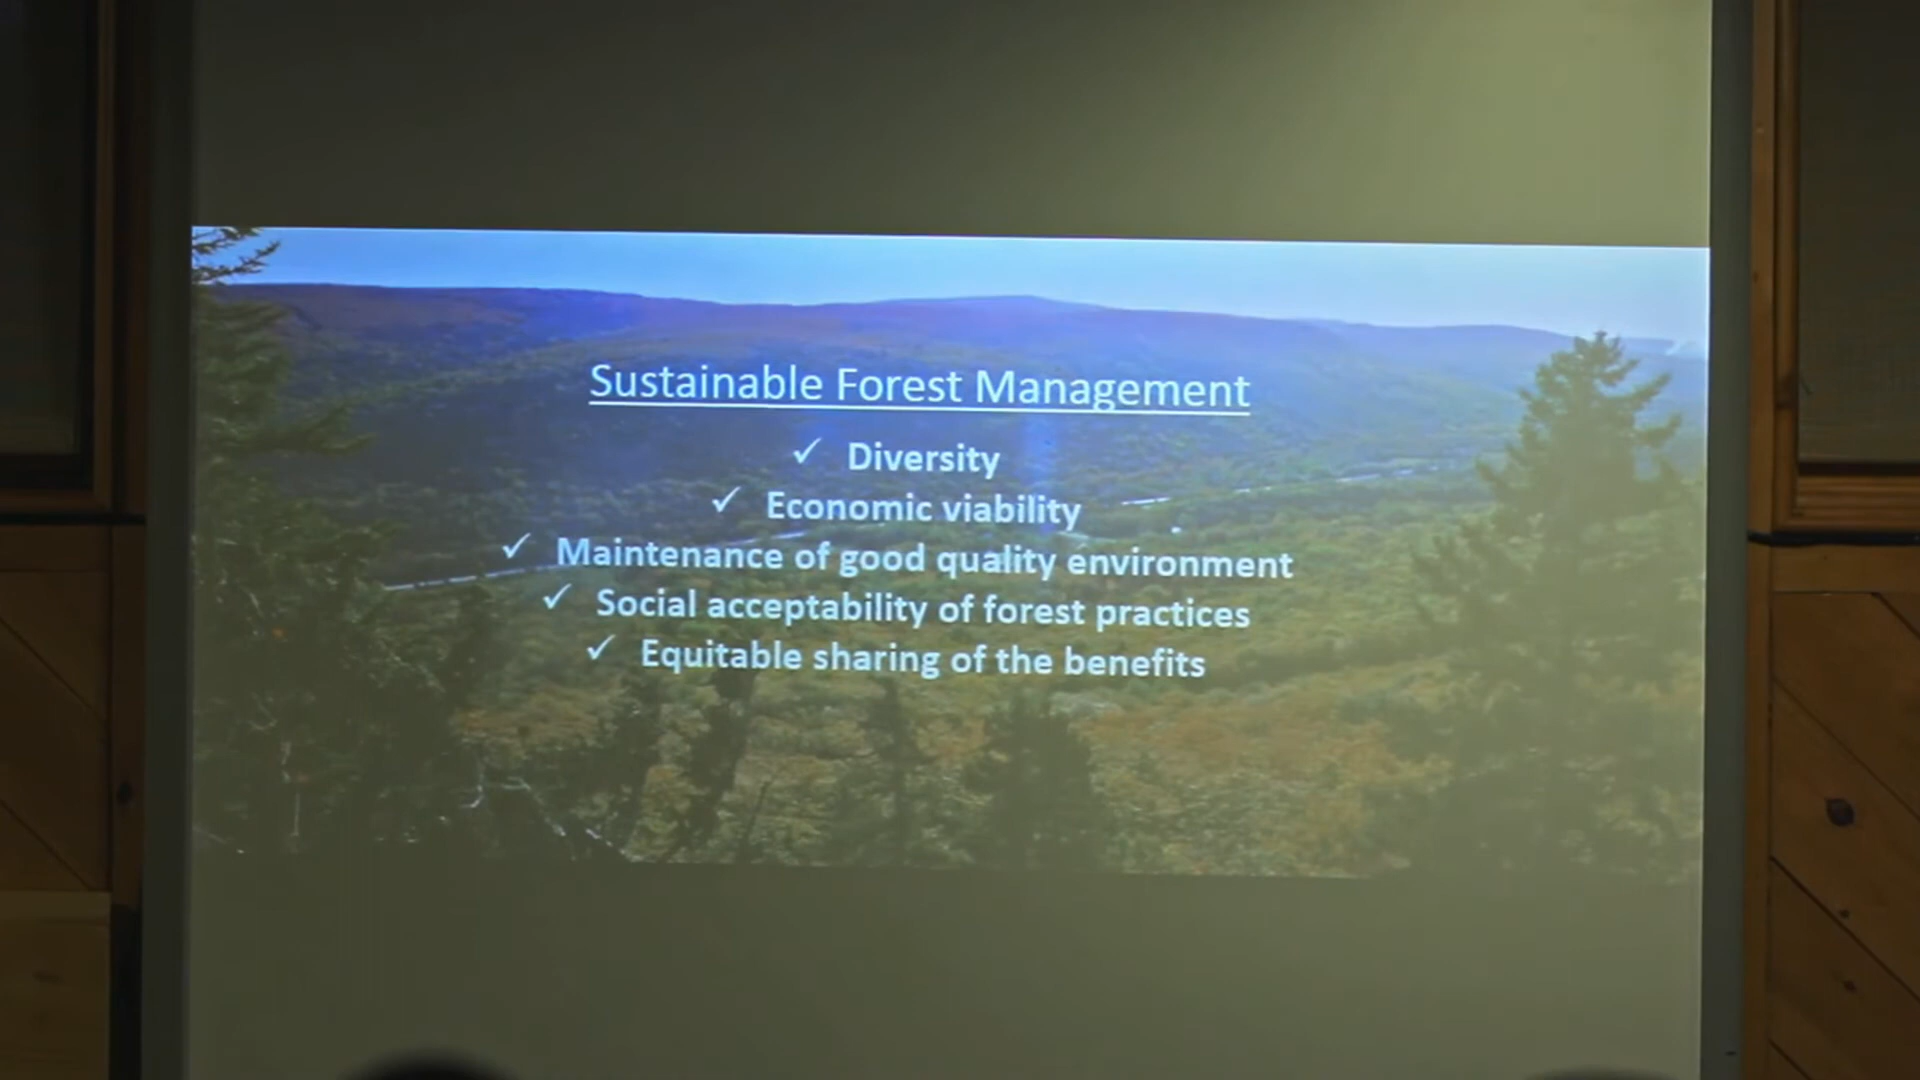 Sustainable Forest Management
✓ Diversity
✓ Economic viability
✓ Maintenance of good quality environment
✓ Social acceptability of forest practices
✓ Equitable sharing of the benefits